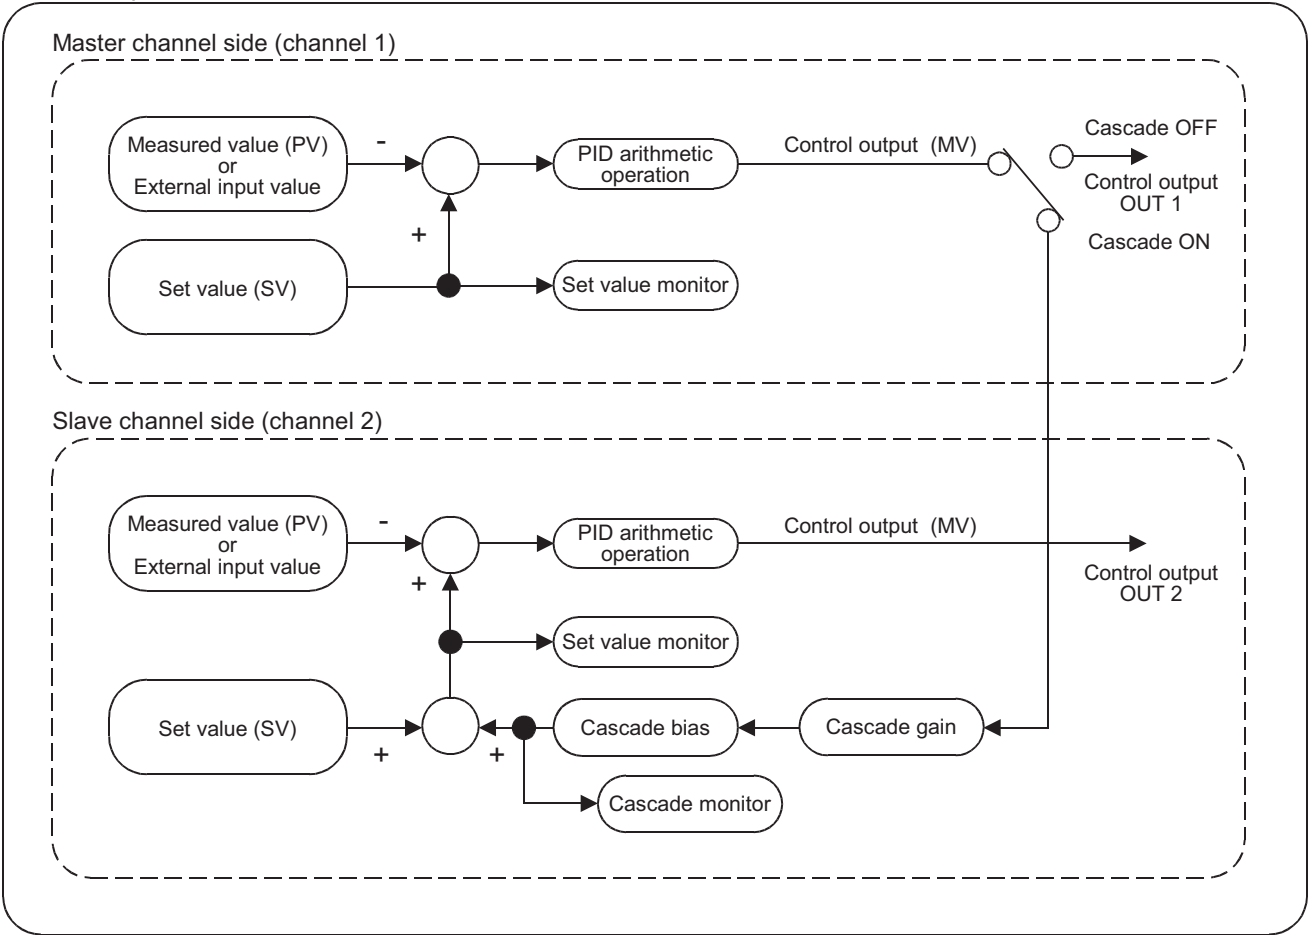 Master channel side (channel 1)
Measured value (PV)
or
External input value
-
+
PID arithmetic
operation
Control output (MV)
Cascade OFF
Control output
OUT 1
Cascade ON
Set value (SV)
Set value monitor
Slave channel side (channel 2)
Measured value (PV)
or
External input value
-
+
PID arithmetic
operation
Control output (MV)
Control output
OUT 2
Set value monitor
Set value (SV)
+
+
Cascade bias
Cascade gain
Cascade monitor